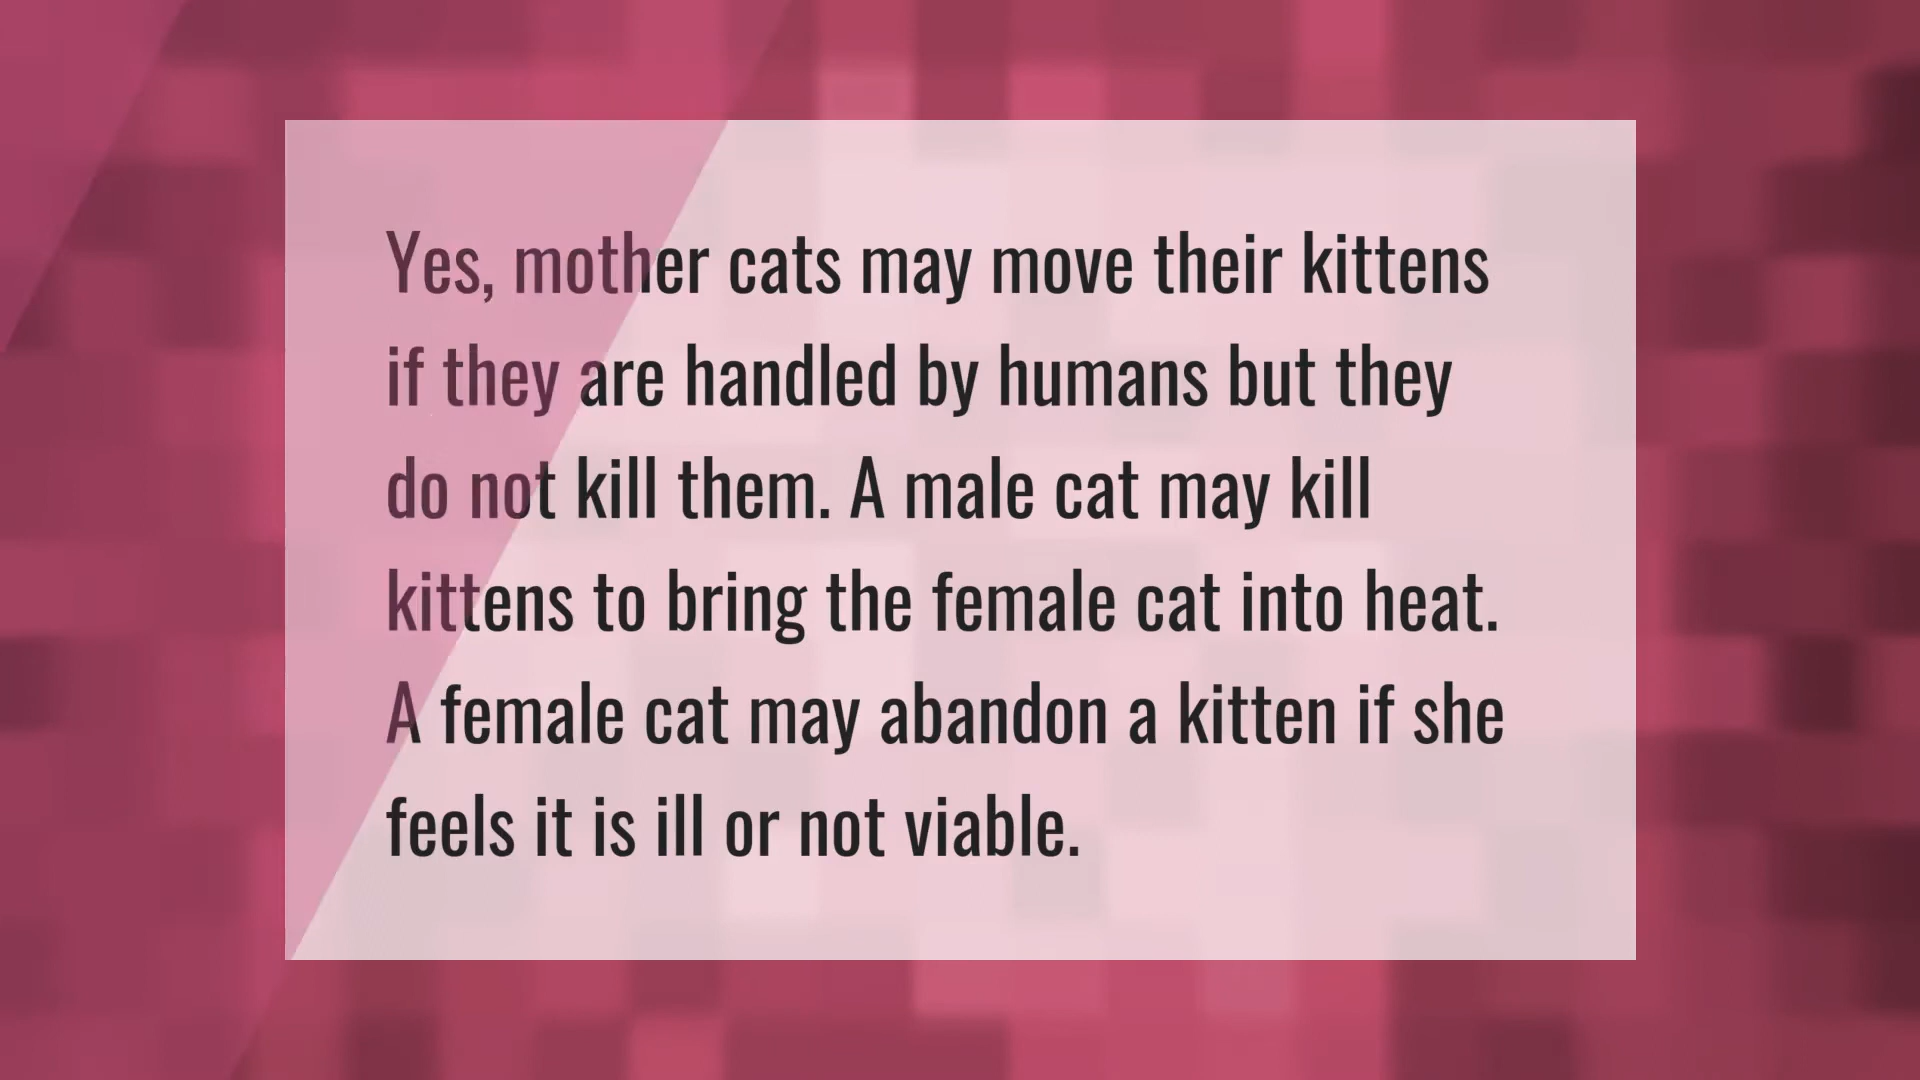 Yes, mother cats may move their kittens
if they are handled by humans but they
do not kill them. A male cat may kill
kittens to bring the female cat into heat.
A female cat may abandon a kitten if she
feels it is ill or not viable.